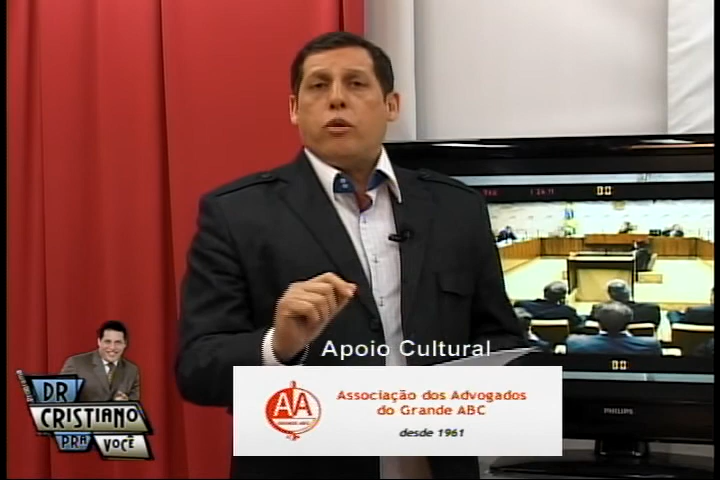 Apoio Cultural
Associação dos Advogados
do Grande ABC
desde 1961
DR
CRISTIANO
PRA
VOCÊ
PHILIPS